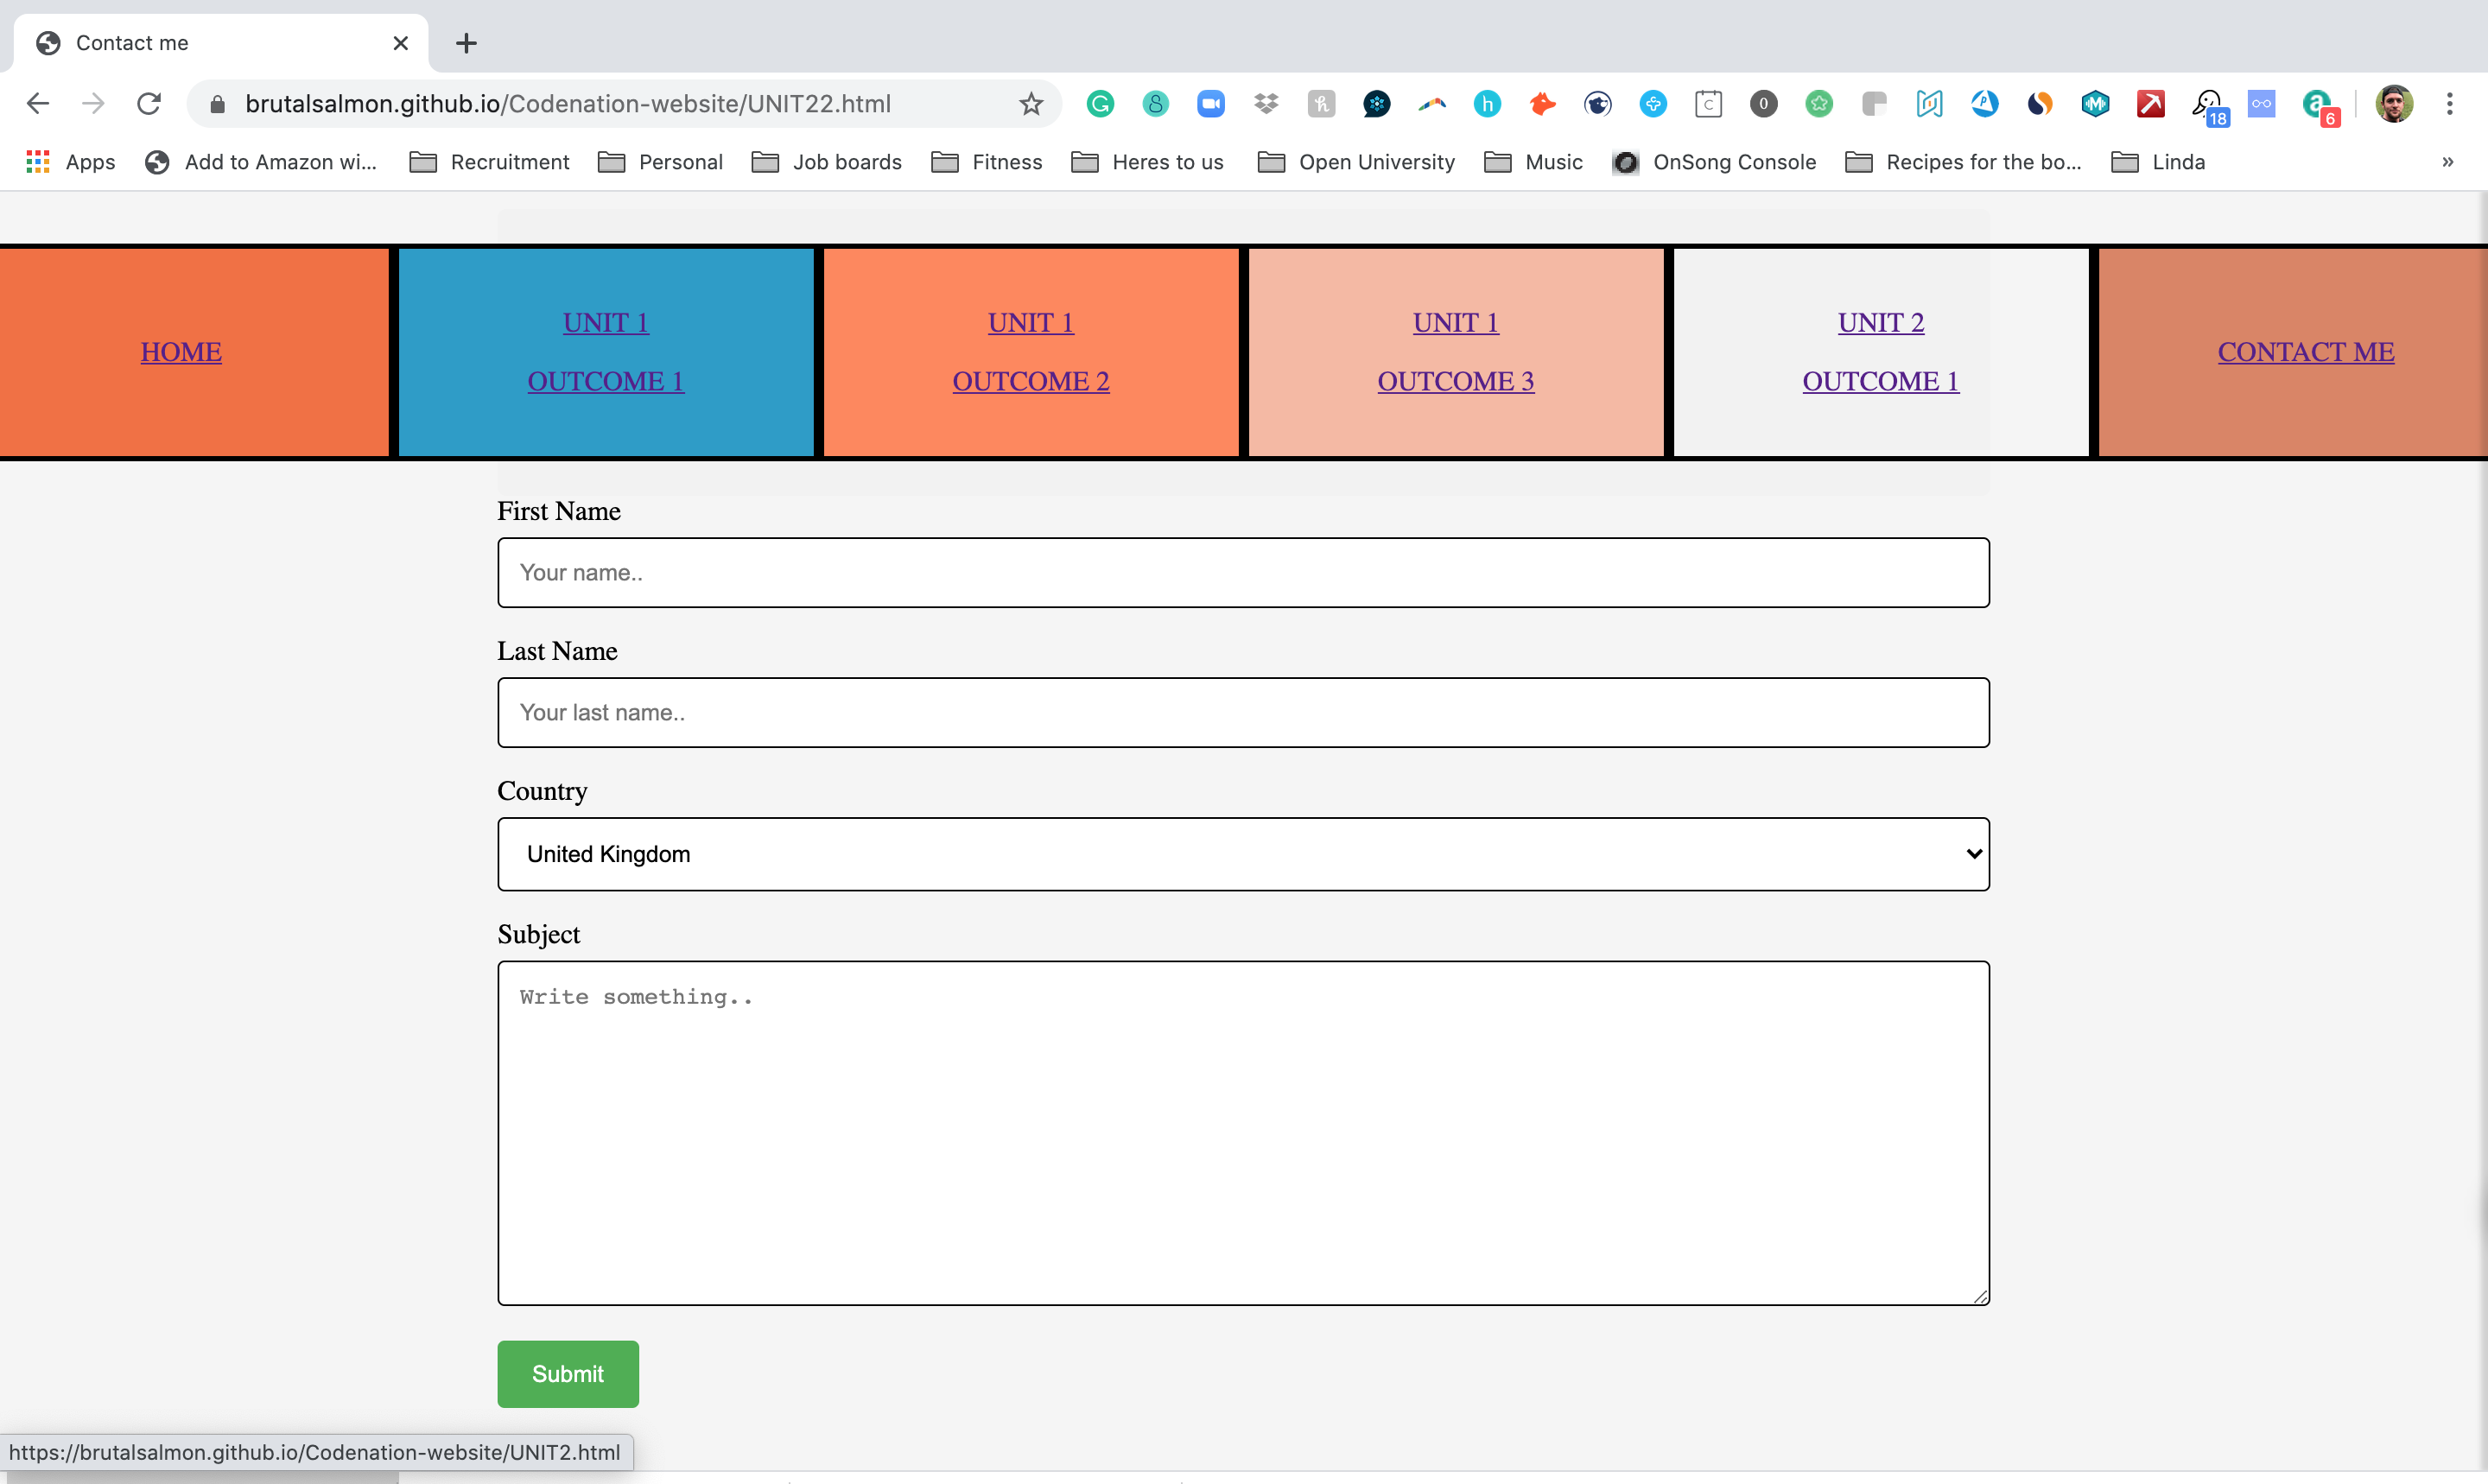 Contact me
brutalsalmon.github.io/Codenation-website/UNIT22.html
18
6
Apps
Add to Amazon wi...
Recruitment
Personal
Job boards
Fitness
Heres to us
Open University
Music
OnSong Console
Recipes for the bo...
Linda
»
HOME
UNIT 1
OUTCOME 1
UNIT 1
OUTCOME 2
UNIT 1
OUTCOME 3
UNIT 2
OUTCOME 1
CONTACT ME
First Name
Your name..
Last Name
Your last name..
Country
United Kingdom
Subject
Write something..
Submit
https://brutalsalmon.github.io/Codenation-website/UNIT2.html